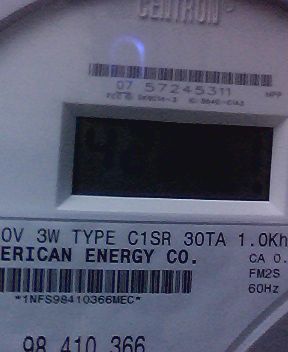 CENTRON
07 57245311
0V 3W TYPE C1SR 30TA 1.0Kh
ERICAN ENERGY CO.
CA 0.
FM2S
60Hz
*1NFS98410366MEC*
98 410 366